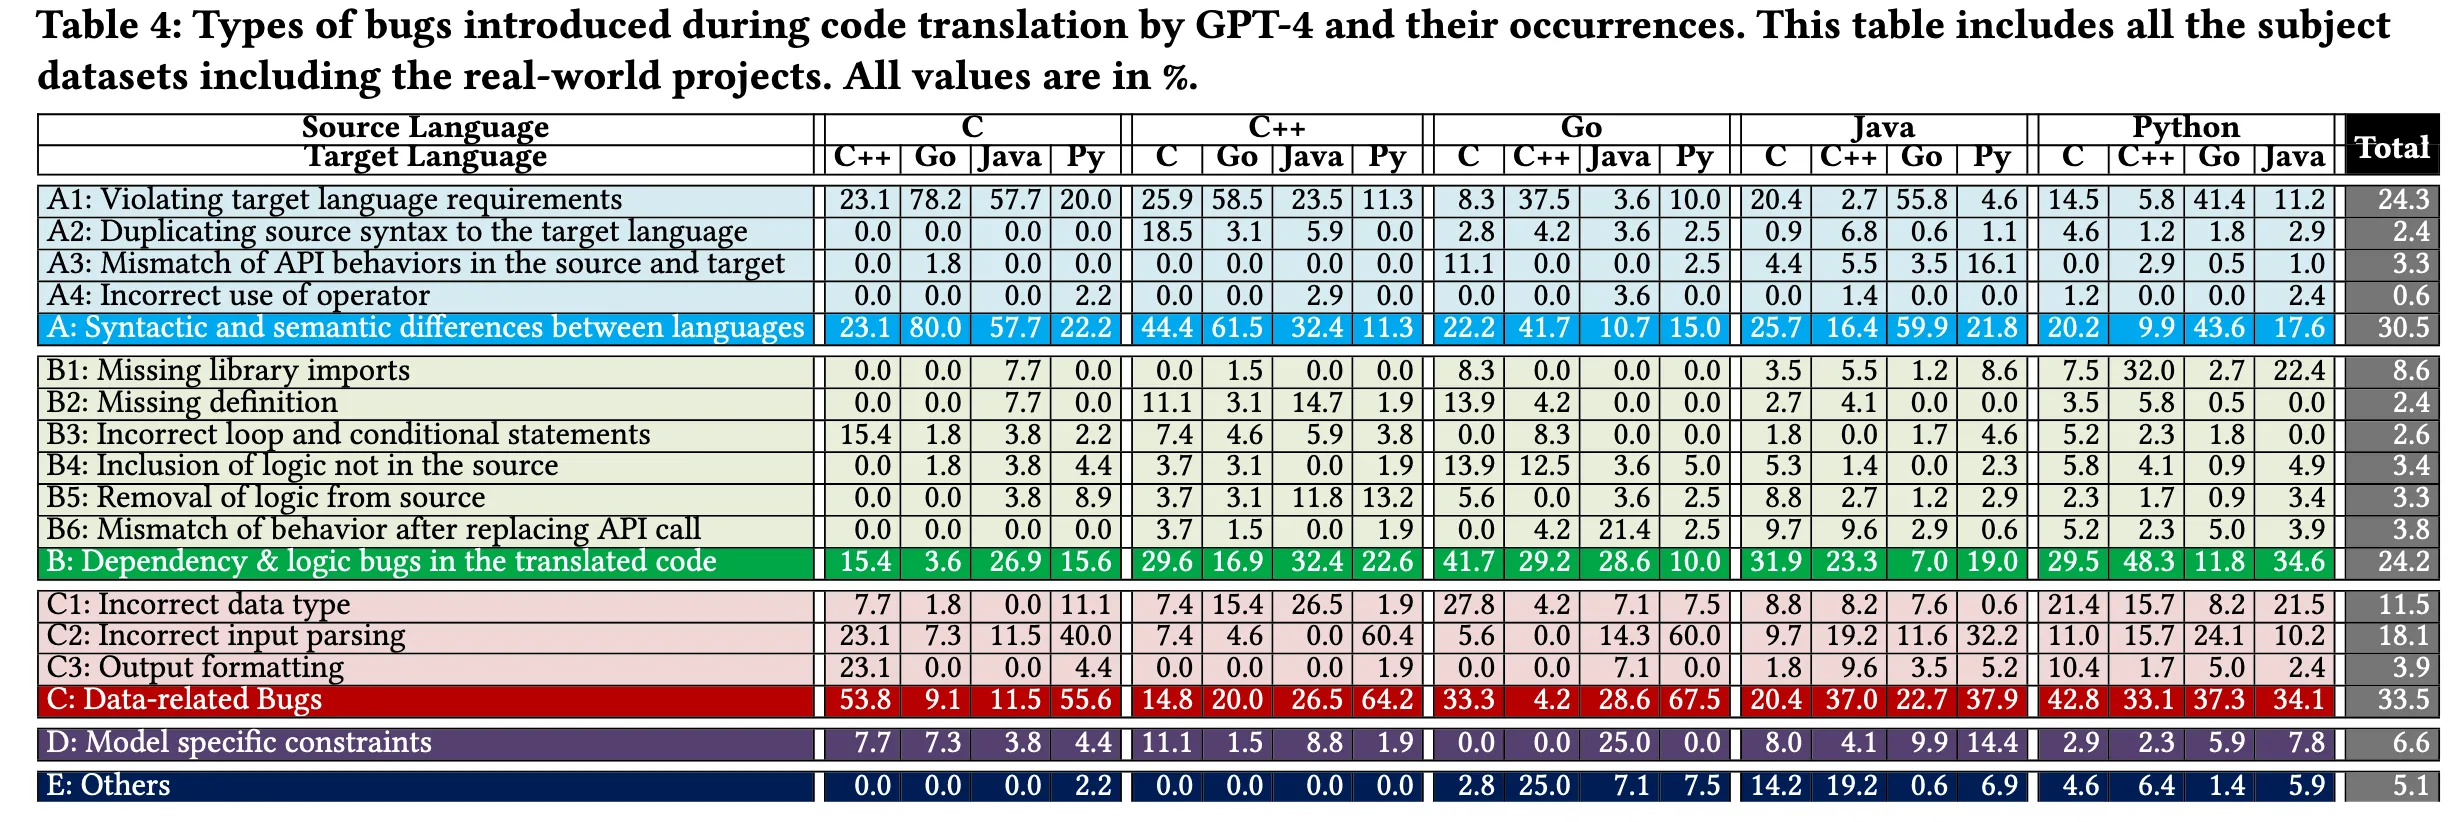 Table 4: Types of bugs introduced during code translation by GPT-4 and their occurrences. This table includes all the subject
datasets including the real-world projects. All values are in %.
Source Language C C++ Go Java Python Total
Target Language C++ Go Java Py C Go Java Py C C++ Java Py C C++ Go Py C C++ Go Java
A1: Violating target language requirements 23.1 78.2 57.7 20.0 25.9 58.5 23.5 11.3 8.3 37.5 3.6 10.0 20.4 2.7 55.8 4.6 14.5 5.8 41.4 11.2 24.3
A2: Duplicating source syntax to the target language 0.0 0.0 0.0 0.0 18.5 3.1 5.9 0.0 2.8 4.2 3.6 2.5 0.9 6.8 0.6 1.1 4.6 1.2 1.8 2.9 2.4
A3: Mismatch of API behaviors in the source and target 0.0 1.8 0.0 0.0 0.0 0.0 0.0 0.0 11.1 0.0 0.0 2.5 4.4 5.5 3.5 16.1 0.0 2.9 0.5 1.0 3.3
A4: Incorrect use of operator 0.0 0.0 0.0 2.2 0.0 0.0 2.9 0.0 0.0 0.0 3.6 0.0 0.0 1.4 0.0 0.0 1.2 0.0 0.0 2.4 0.6
A: Syntactic and semantic differences between languages 23.1 80.0 57.7 22.2 44.4 61.5 32.4 11.3 22.2 41.7 10.7 15.0 25.7 16.4 59.9 21.8 20.2 9.9 43.6 17.6 30.5
B1: Missing library imports 0.0 0.0 7.7 0.0 0.0 1.5 0.0 0.0 8.3 0.0 0.0 0.0 3.5 5.5 1.2 8.6 7.5 32.0 2.7 22.4 8.6
B2: Missing definition 0.0 0.0 7.7 0.0 11.1 3.1 14.7 1.9 13.9 4.2 0.0 0.0 2.7 4.1 0.0 0.0 3.5 5.8 0.5 0.0 2.4
B3: Incorrect loop and conditional statements 15.4 1.8 3.8 2.2 7.4 4.6 5.9 3.8 0.0 8.3 0.0 0.0 1.8 0.0 1.7 4.6 5.2 2.3 1.8 0.0 2.6
B4: Inclusion of logic not in the source 0.0 1.8 3.8 4.4 3.7 3.1 0.0 1.9 13.9 12.5 3.6 5.0 5.3 1.4 0.0 2.3 5.8 4.1 0.9 4.9 3.4
B5: Removal of logic from source 0.0 0.0 3.8 8.9 3.7 3.1 11.8 13.2 5.6 0.0 3.6 2.5 8.8 2.7 1.2 2.9 2.3 1.7 0.9 3.4 3.3
B6: Mismatch of behavior after replacing API call 0.0 0.0 0.0 0.0 3.7 1.5 0.0 1.9 0.0 4.2 21.4 2.5 9.7 9.6 2.9 0.6 5.2 2.3 5.0 3.9 3.8
B: Dependency & logic bugs in the translated code 15.4 3.6 26.9 15.6 29.6 16.9 32.4 22.6 41.7 29.2 28.6 10.0 31.9 23.3 7.0 19.0 29.5 48.3 11.8 34.6 24.2
C1: Incorrect data type 7.7 1.8 0.0 11.1 7.4 15.4 26.5 1.9 27.8 4.2 7.1 7.5 8.8 8.2 7.6 0.6 21.4 15.7 8.2 21.5 11.5
C2: Incorrect input parsing 23.1 7.3 11.5 40.0 7.4 4.6 0.0 60.4 5.6 0.0 14.3 60.0 9.7 19.2 11.6 32.2 11.0 15.7 24.1 10.2 18.1
C3: Output formatting 23.1 0.0 0.0 4.4 0.0 0.0 0.0 1.9 0.0 0.0 7.1 0.0 1.8 9.6 3.5 5.2 10.4 1.7 5.0 2.4 3.9
C: Data-related Bugs 53.8 9.1 11.5 55.6 14.8 20.0 26.5 64.2 33.3 4.2 28.6 67.5 20.4 37.0 22.7 37.9 42.8 33.1 37.3 34.1 33.5
D: Model specific constraints 7.7 7.3 3.8 4.4 11.1 1.5 8.8 1.9 0.0 0.0 25.0 0.0 8.0 4.1 9.9 14.4 2.9 2.3 5.9 7.8 6.6
E: Others 0.0 0.0 0.0 2.2 0.0 0.0 0.0 0.0 2.8 25.0 7.1 7.5 14.2 19.2 0.6 6.9 4.6 6.4 1.4 5.9 5.1